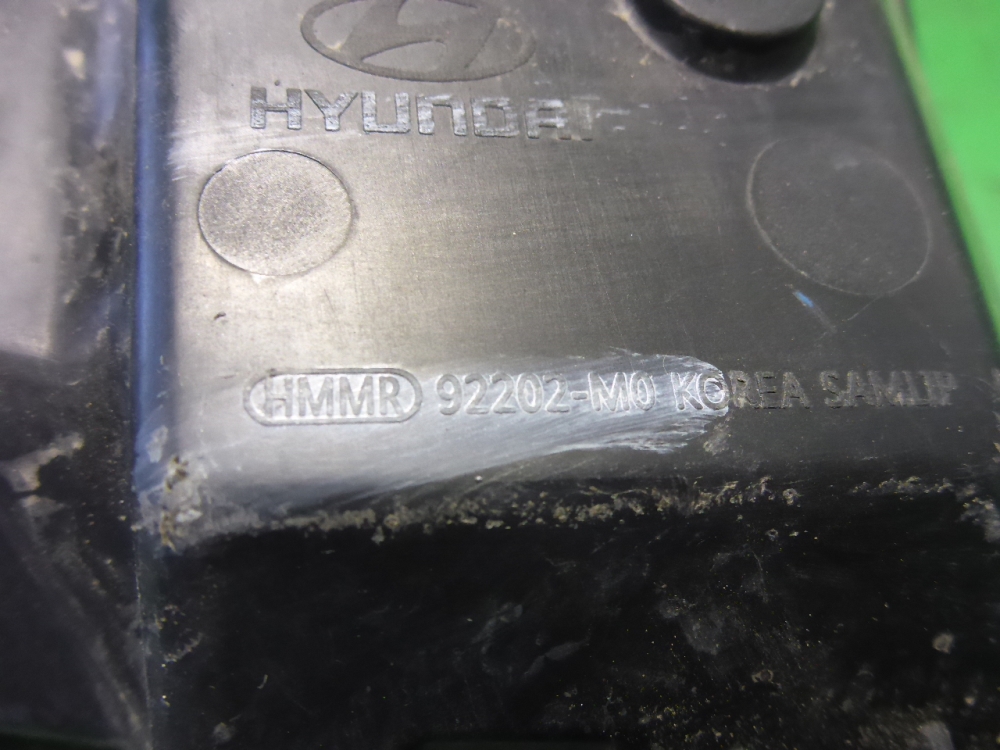 HYUNDAI
HMMR 92202-M0 KOREA SAMLIP